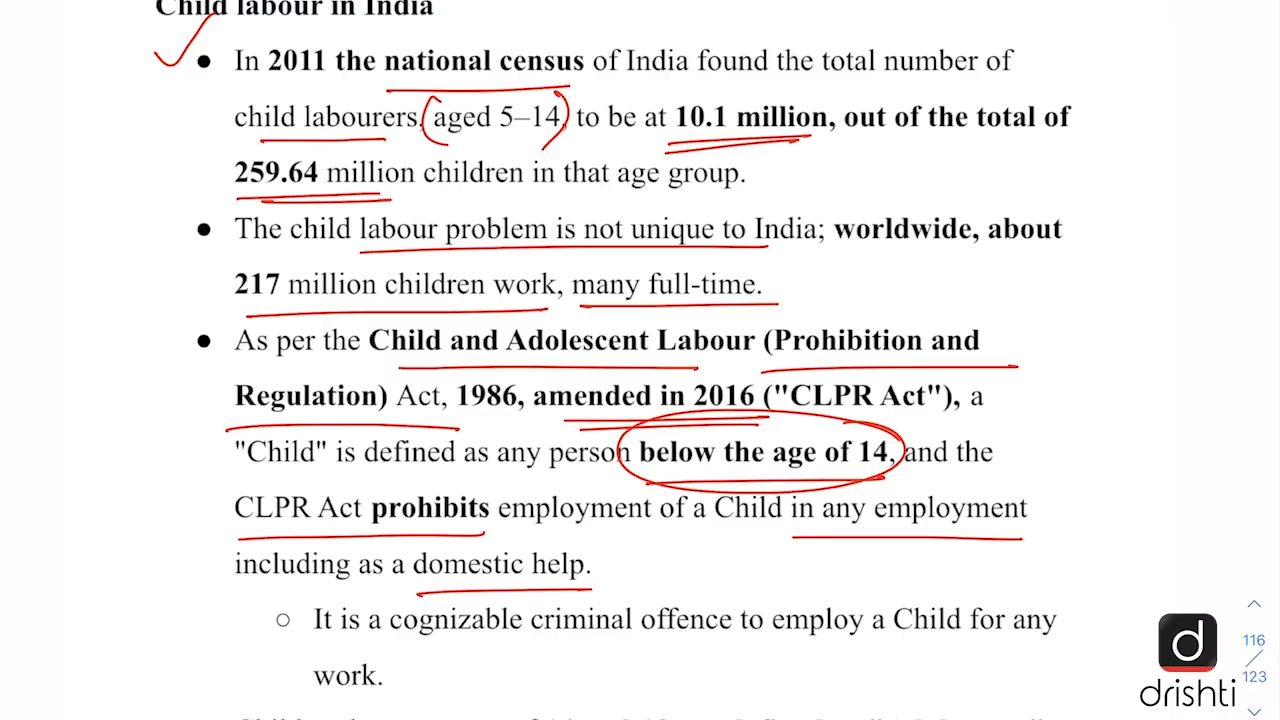 Child labour in India
● In 2011 the national census of India found the total number of
child labourers, (aged 5–14) to be at 10.1 million, out of the total of
259.64 million children in that age group.
● The child labour problem is not unique to India; worldwide, about
217 million children work, many full-time.
● As per the Child and Adolescent Labour (Prohibition and
Regulation) Act, 1986, amended in 2016 ("CLPR Act"), a
"Child" is defined as any person below the age of 14, and the
CLPR Act prohibits employment of a Child in any employment
including as a domestic help.
○ It is a cognizable criminal offence to employ a Child for any
work.
d
drishti
116
123